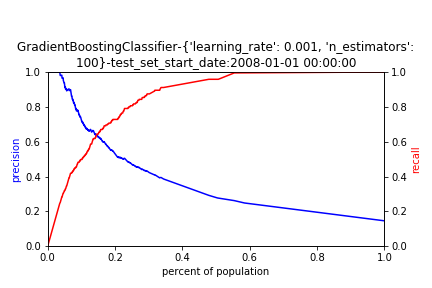 GradientBoostingClassifier-{'learning_rate': 0.001, 'n_estimators':
100}-test_set_start_date:2008-01-01 00:00:00
1.0 1.0
0.8 0.8
0.6 0.6
precision recall
0.4 0.4
0.2 0.2
0.0 0.0
0.0 0.2 0.4 0.6 0.8 1.0
percent of population